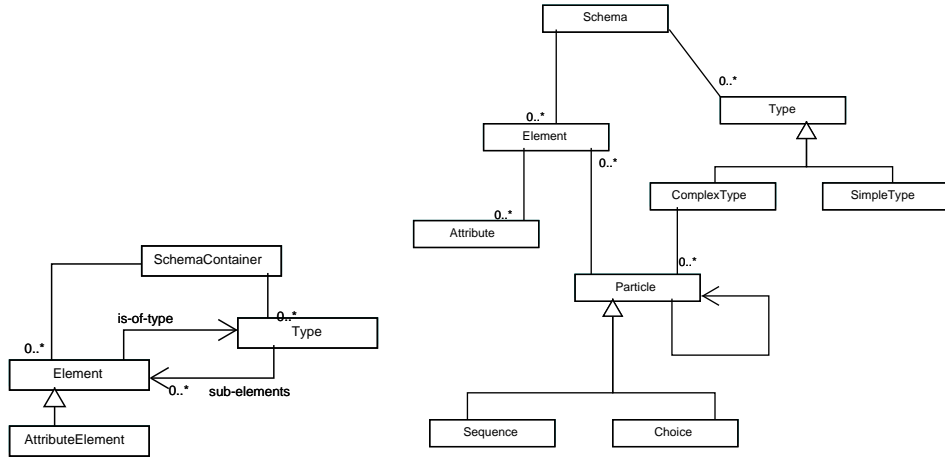 Schema
0..*
Type
0..*
Element
0..*
ComplexType
SimpleType
0..*
Attribute
0..*
Particle
Sequence
Choice
SchemaContainer
is-of-type
0..*
Type
0..*
Element
0..*
sub-elements
AttributeElement